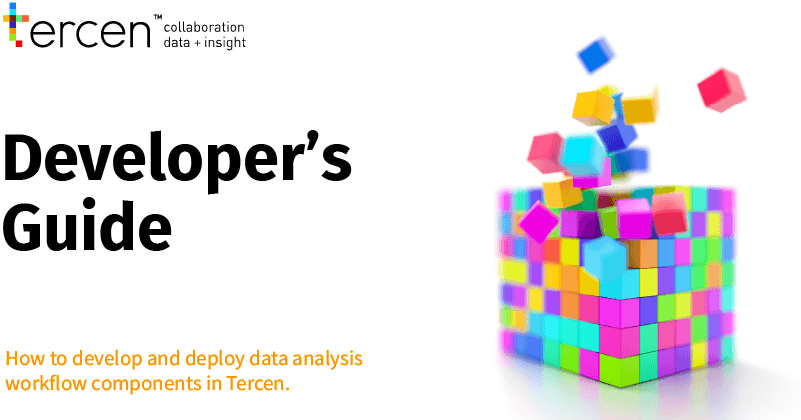 tercen™ collaboration
data + insight
Developer’s
Guide
How to develop and deploy data analysis
workflow components in Tercen.